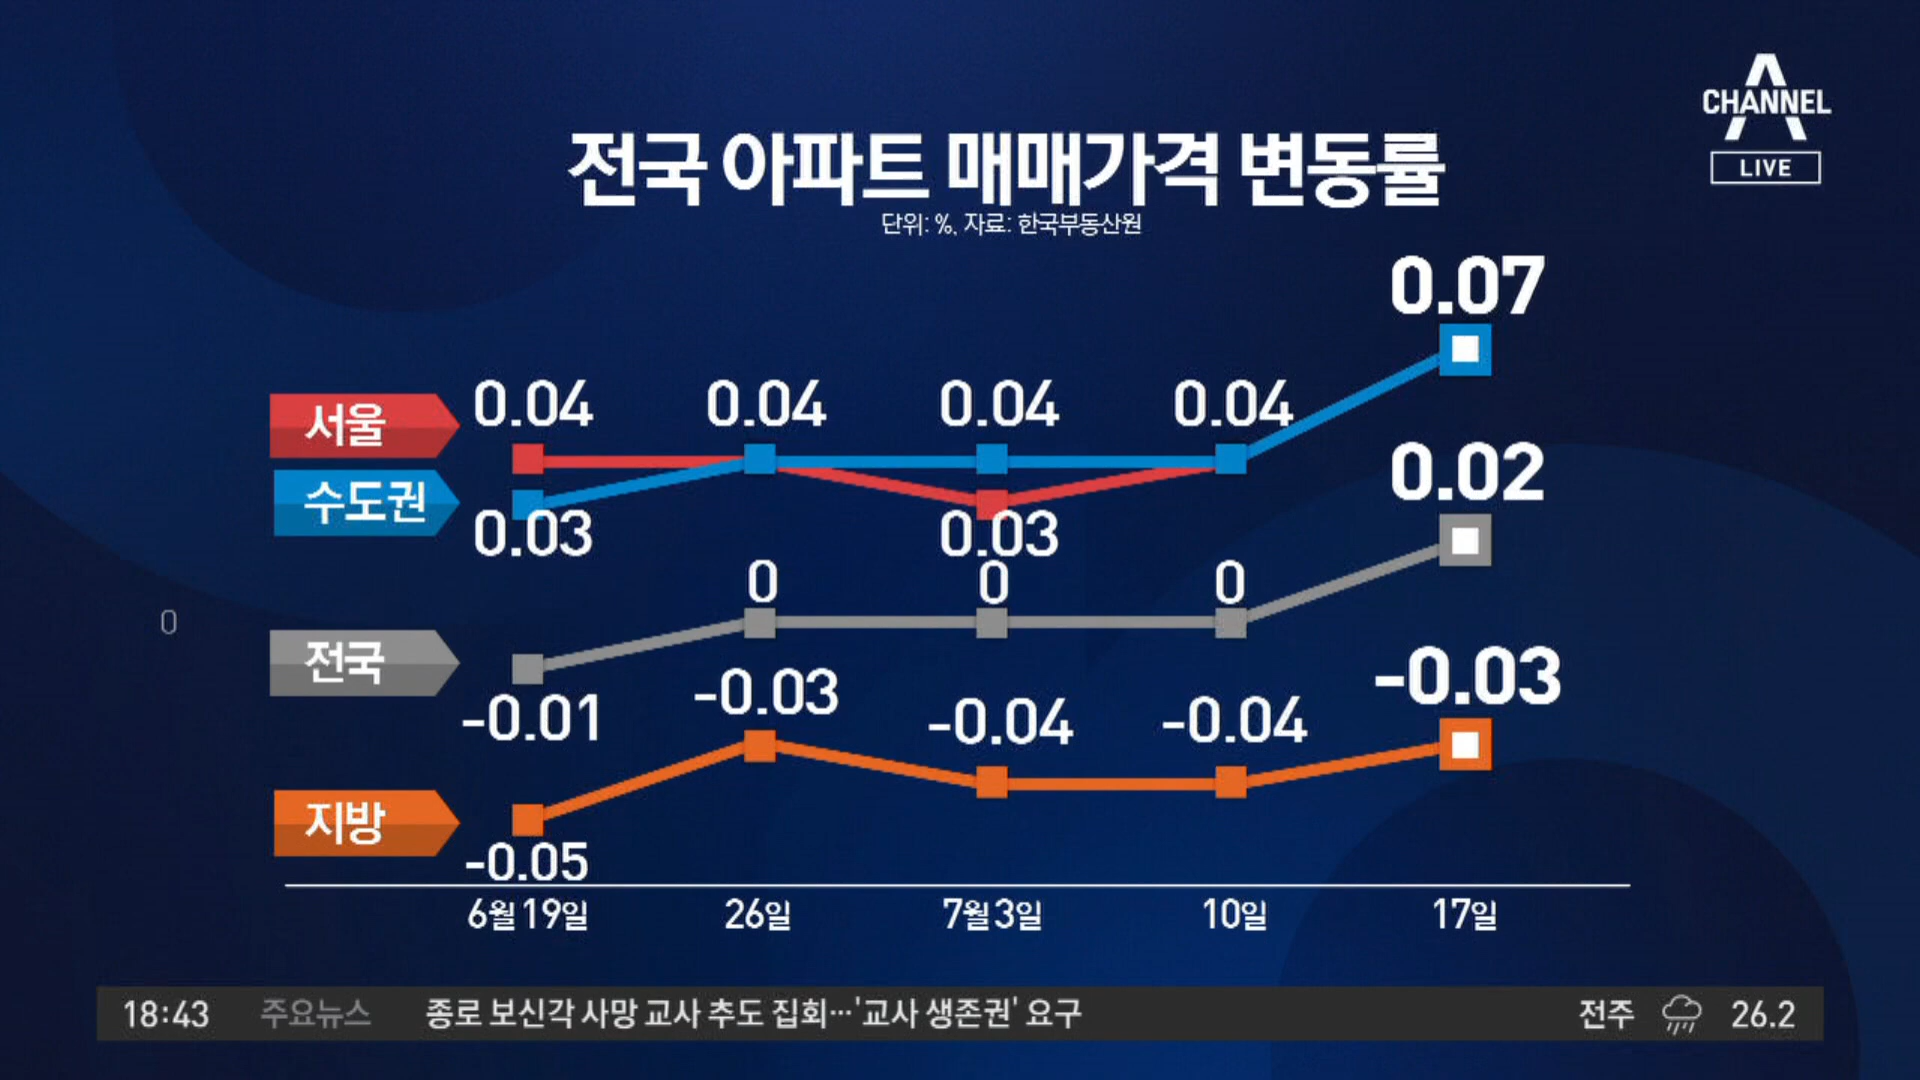 CHANNEL A
LIVE
전국 아파트 매매가격 변동률
단위: %, 자료: 한국부동산원
0.07
서울
0.04 0.04 0.04 0.04
수도권
0.03 0.03
0.02
0 0 0
0
전국
-0.01
-0.03 -0.04 -0.04 -0.03
지방
-0.05
6월 19일 26일 7월 3일 10일 17일
18:43 주요뉴스 종로 보신각 사망 교사 추도 집회…'교사 생존권' 요구 전주 26.2